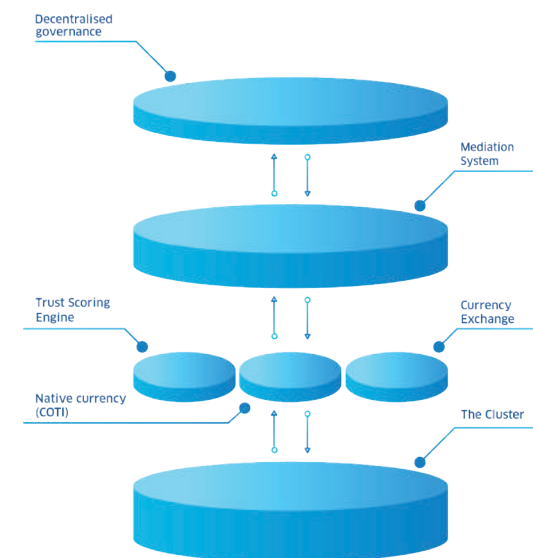 Decentralised
governance
Mediation
System
Trust Scoring
Engine
Currency
Exchange
Native currency
(COTI)
The Cluster